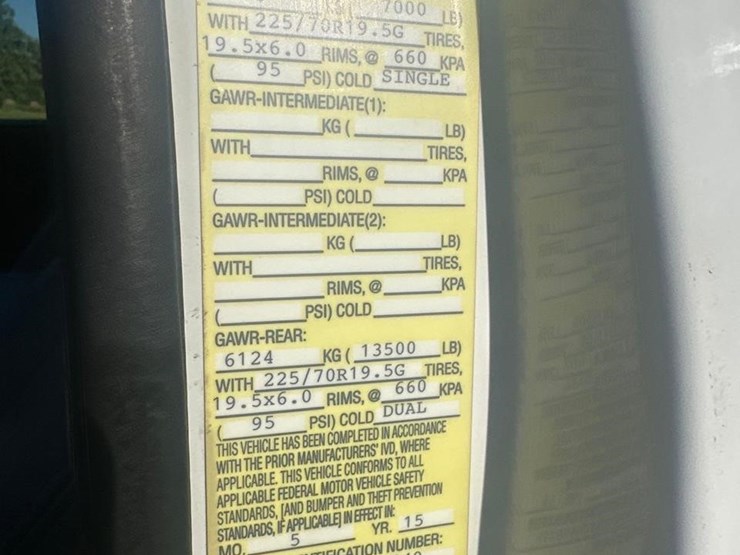 7000 LB)
WITH 225/70R19.5G TIRES,
19.5x6.0 RIMS, @ 660 KPA
( 95 PSI) COLD SINGLE
GAWR-INTERMEDIATE(1):
KG ( LB)
WITH TIRES,
RIMS, @ KPA
( PSI) COLD
GAWR-INTERMEDIATE(2):
KG ( LB)
WITH TIRES,
RIMS, @ KPA
( PSI) COLD
GAWR-REAR:
6124 KG ( 13500 LB)
WITH 225/70R19.5G TIRES,
19.5x6.0 RIMS, @ 660 KPA
( 95 PSI) COLD DUAL
THIS VEHICLE HAS BEEN COMPLETED IN ACCORDANCE
WITH THE PRIOR MANUFACTURERS' IVD, WHERE
APPLICABLE. THIS VEHICLE CONFORMS TO ALL
APPLICABLE FEDERAL MOTOR VEHICLE SAFETY
STANDARDS, [AND BUMPER AND THEFT PREVENTION
STANDARDS, IF APPLICABLE] IN EFFECT IN:
MO. 5 YR. 15
NUMBER: